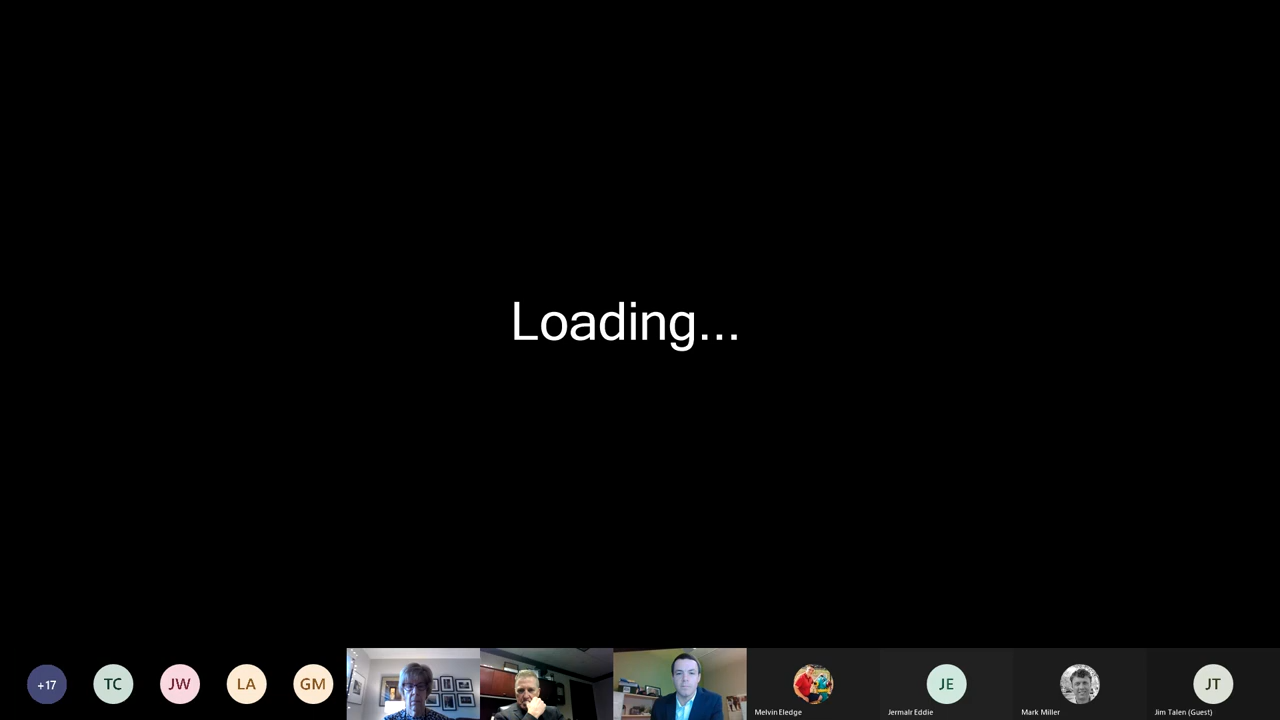 Loading...
+17
TC
JW
LA
GM
JE
JT
Melvin Eledge
Jermalr Eddie
Mark Miller
Jim Talen (Guest)